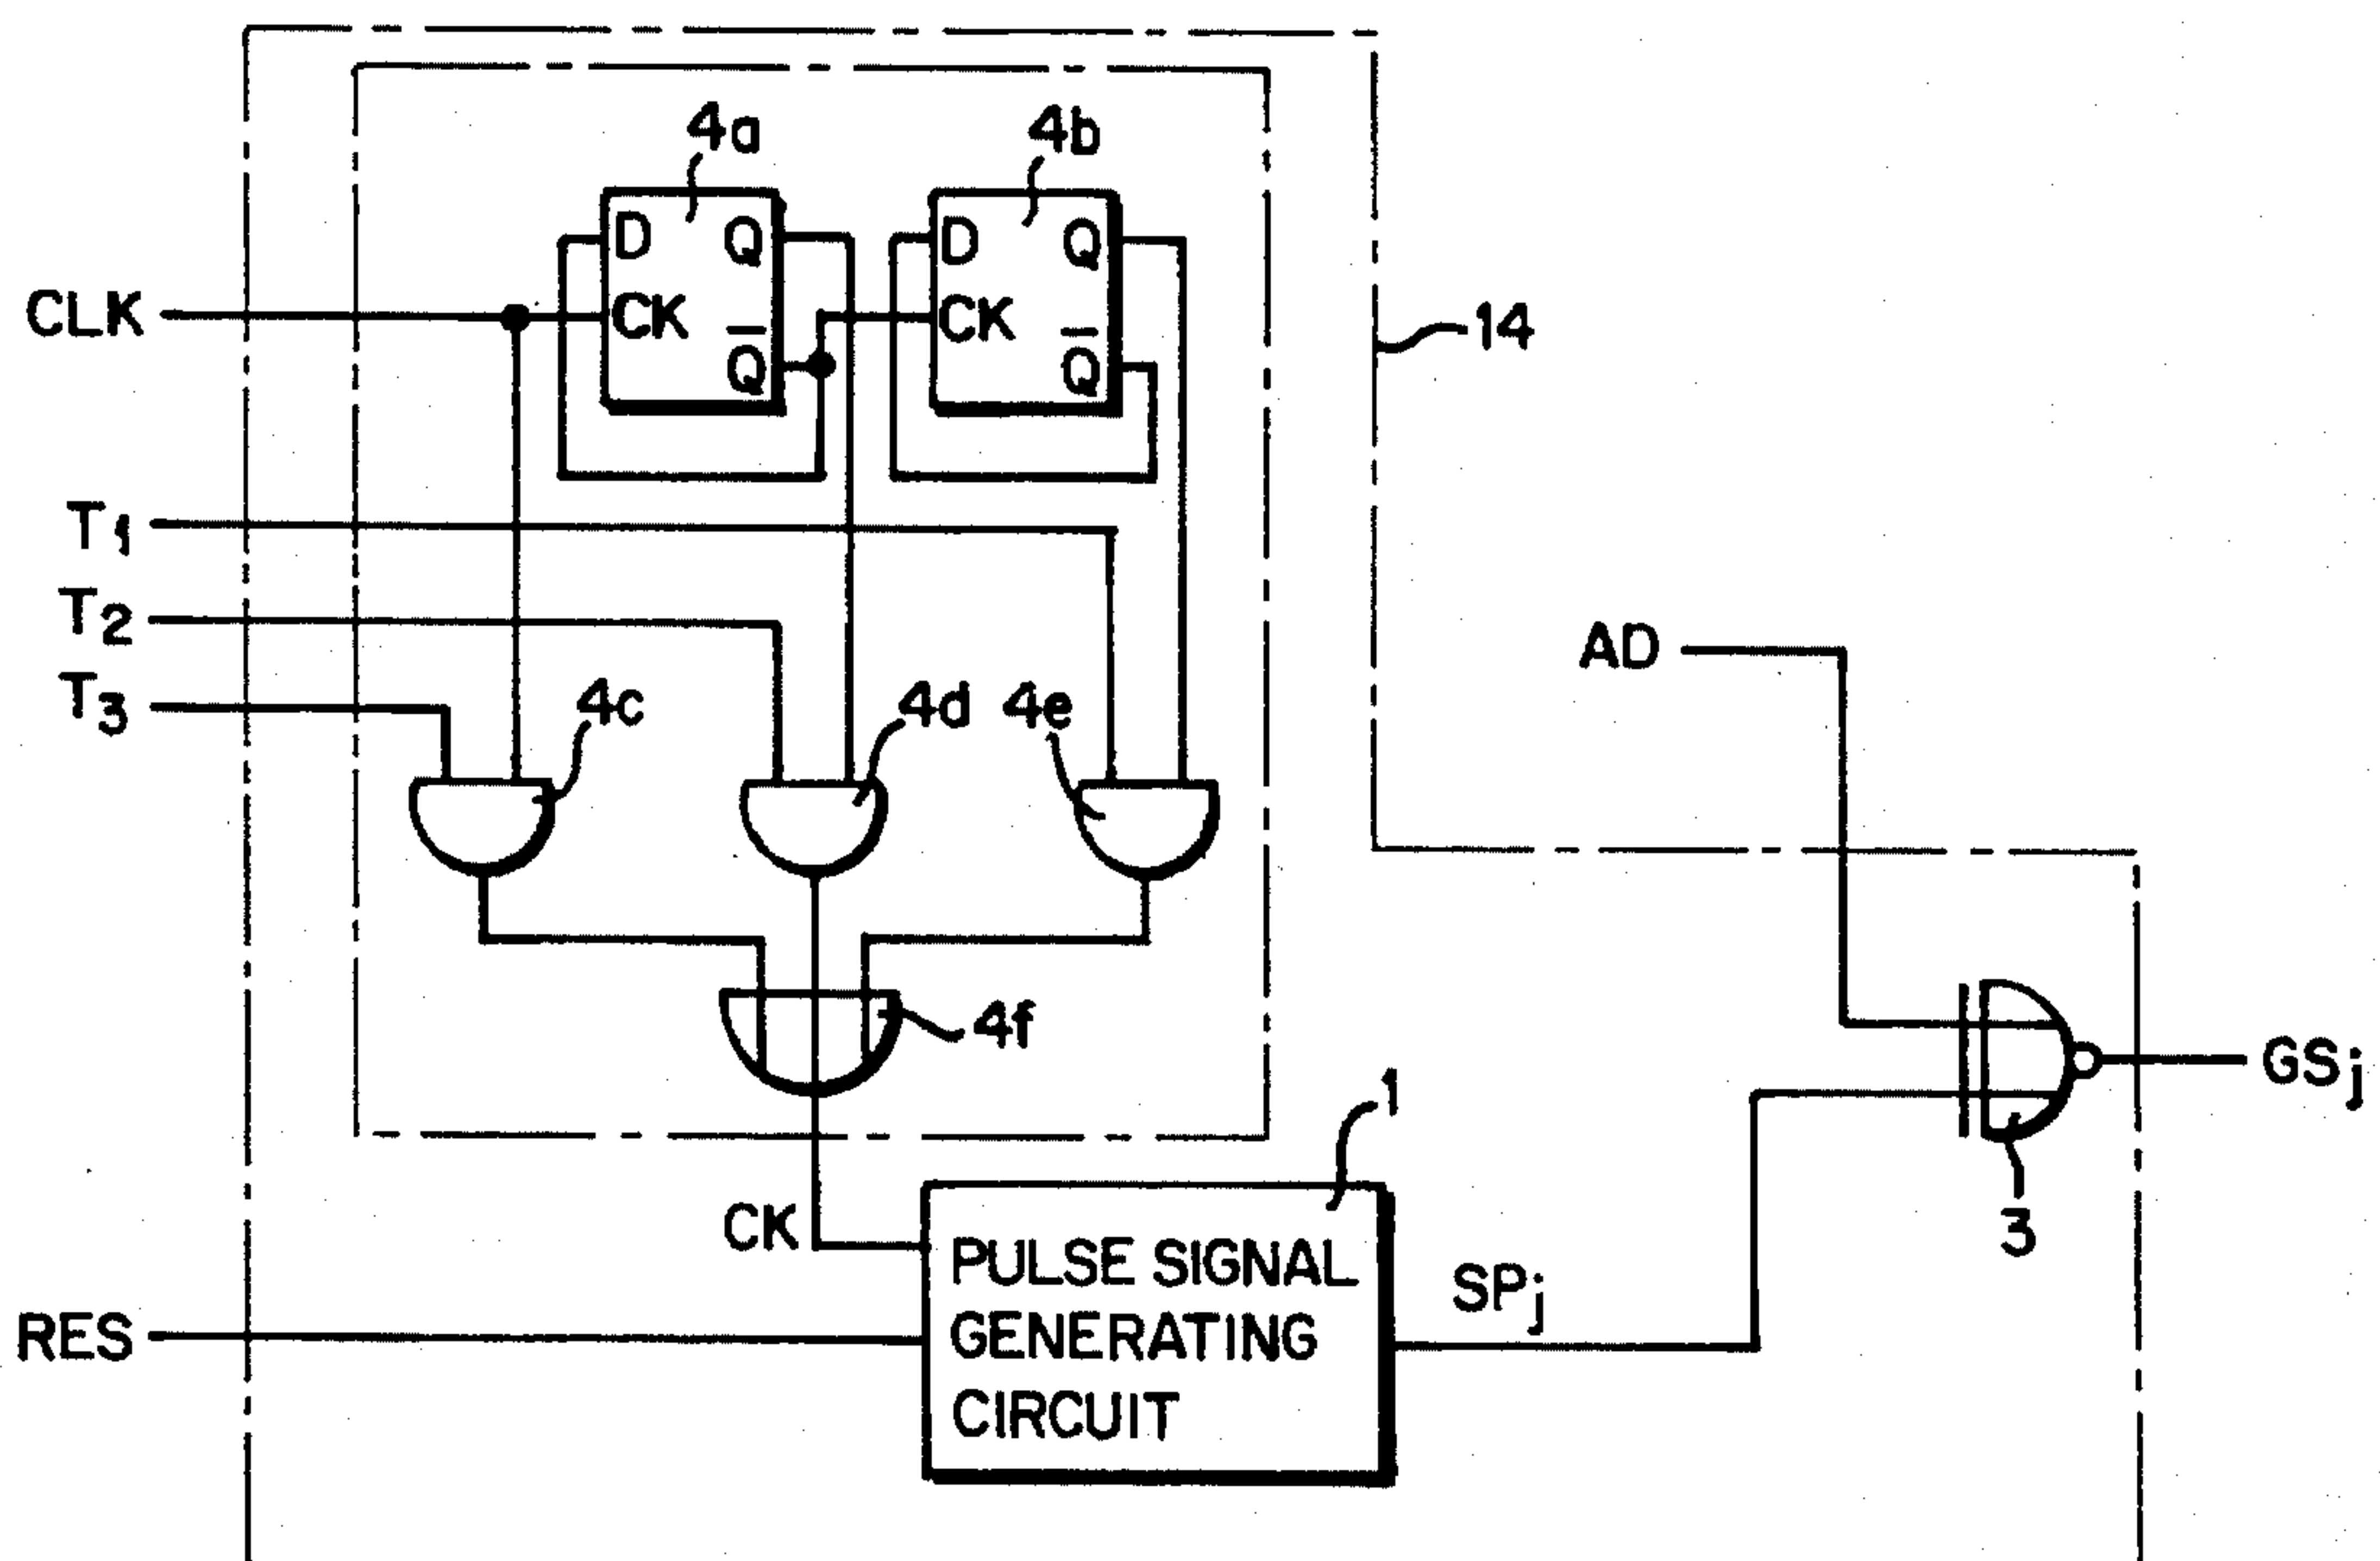 4a 4b
D Q D Q
CLK CK CK
Q̅ Q̅
14
T1
T2
AD
T3
4c 4d 4e
4f
1
GSj
CK
3
PULSE SIGNAL
GENERATING
CIRCUIT
SPj
RES